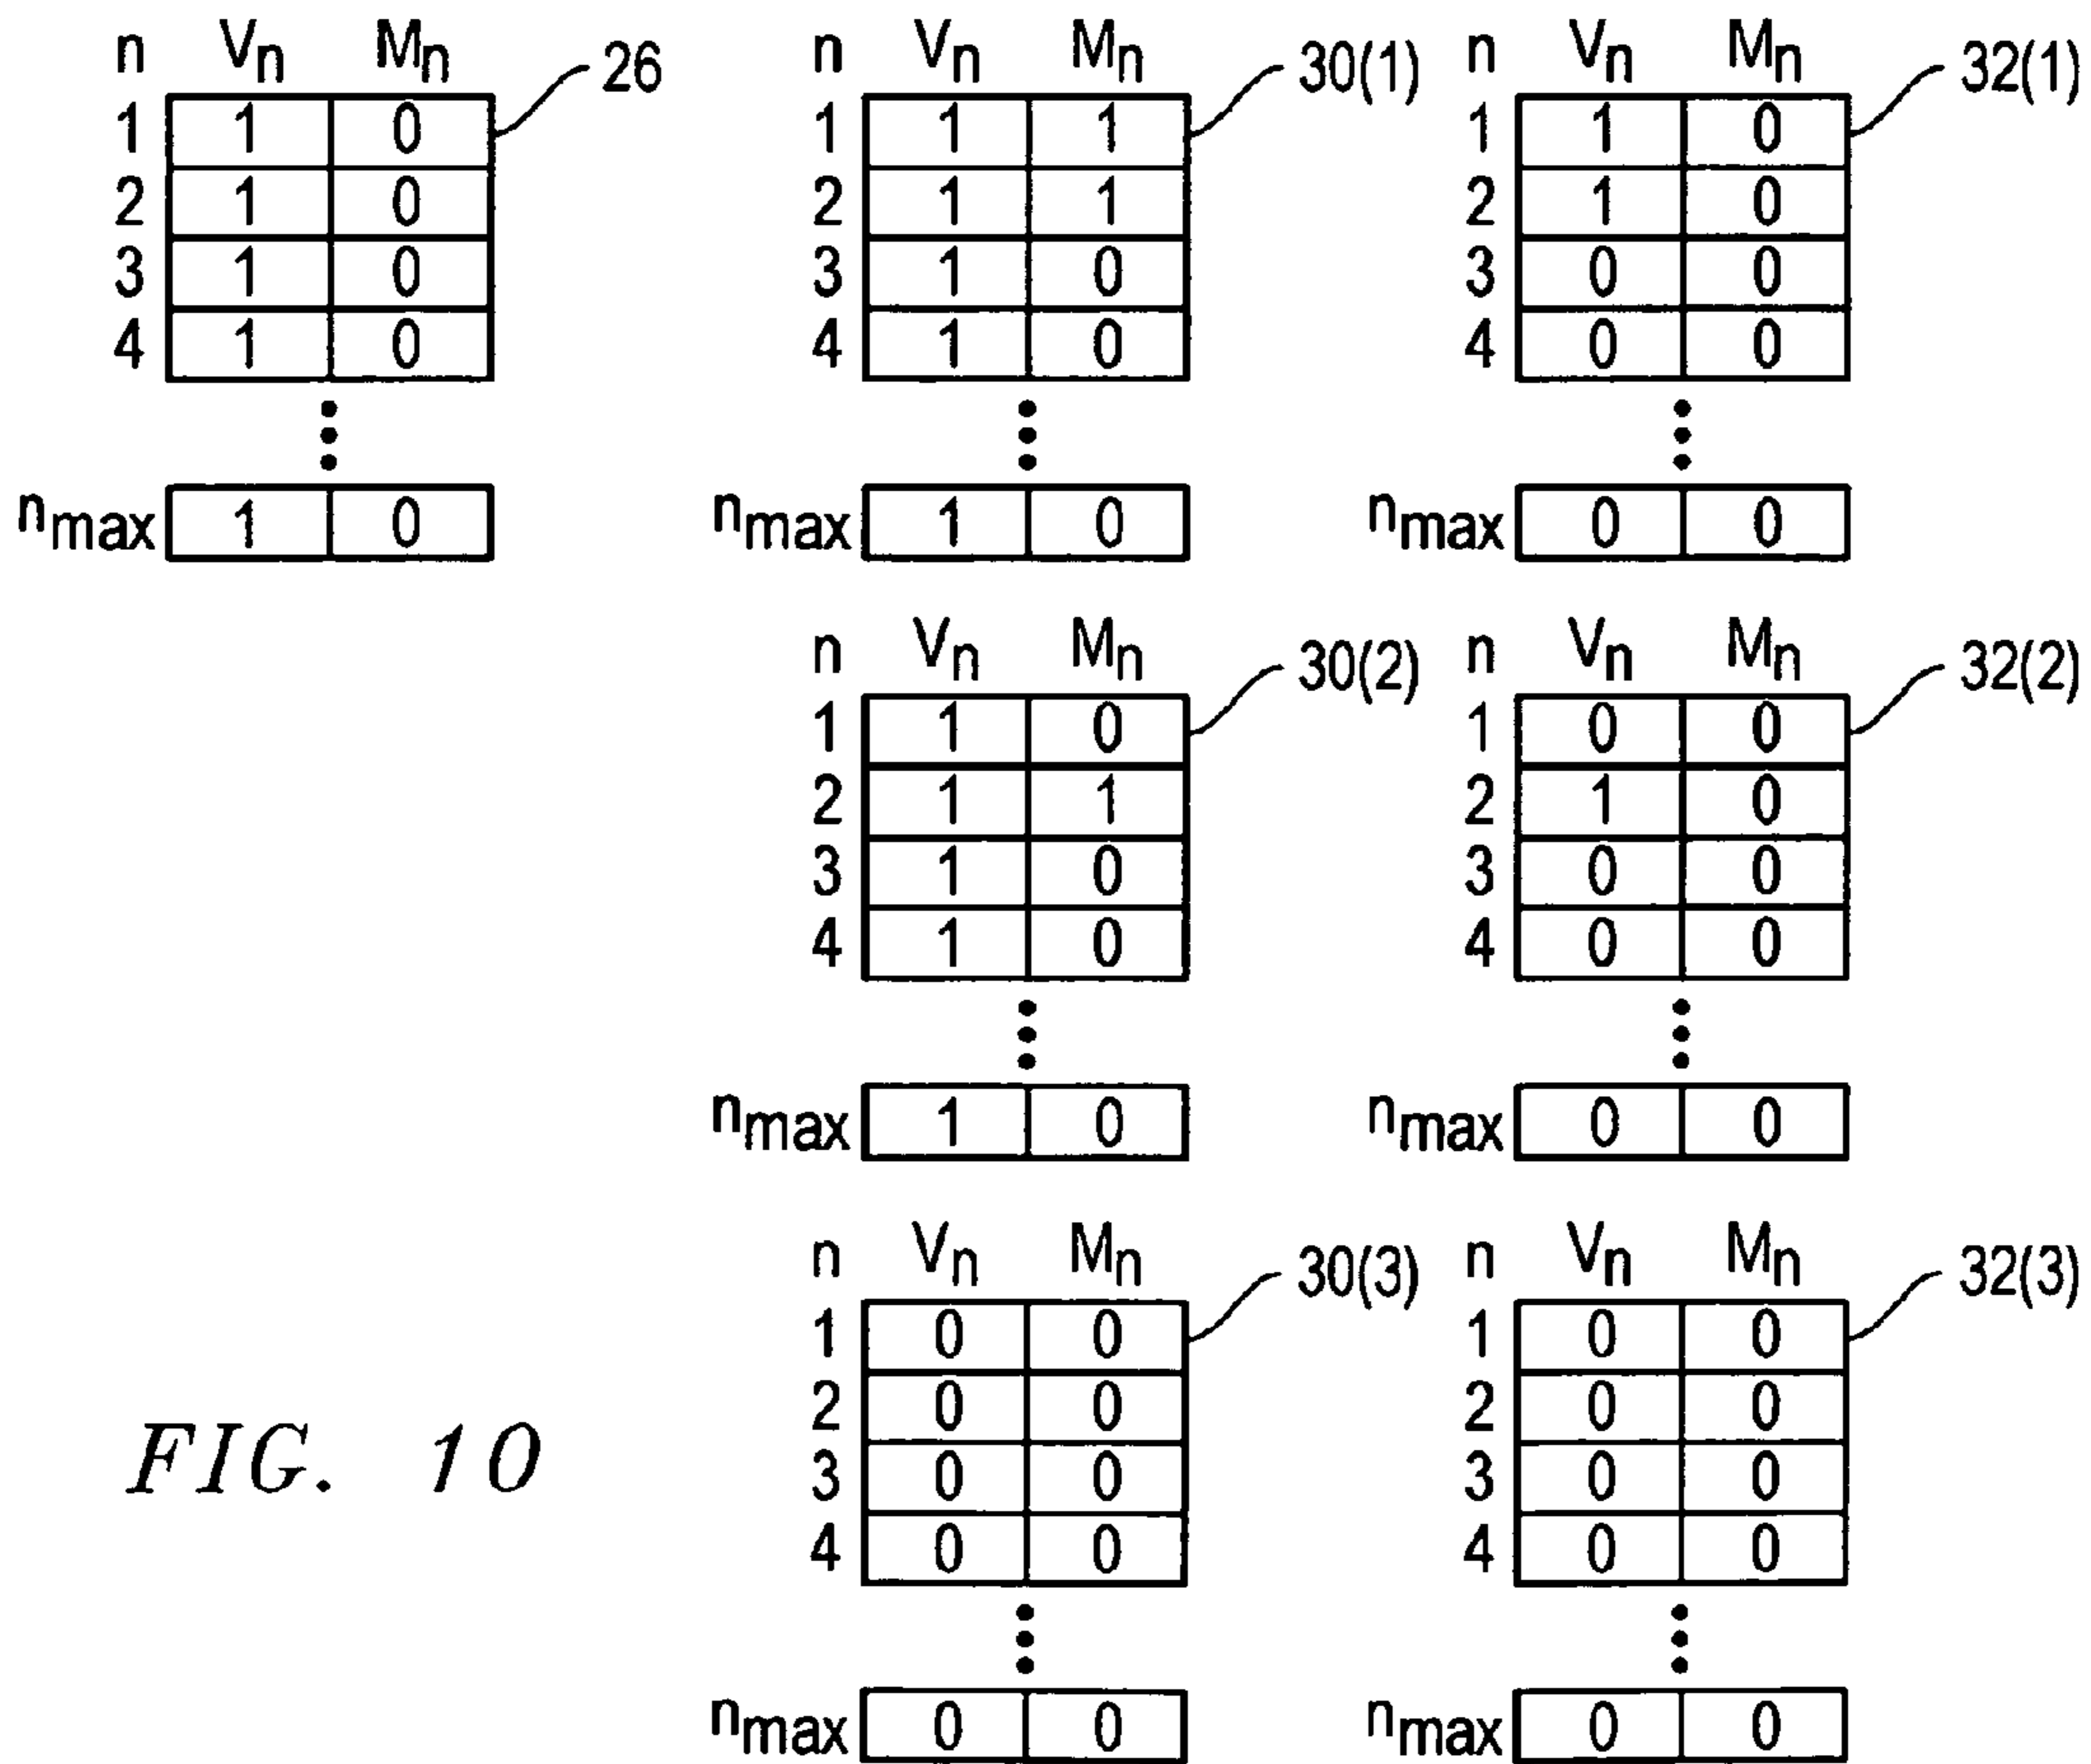 n Vn Mn 26
1 1 0
2 1 0
3 1 0
4 1 0
nmax 1 0
n Vn Mn 30(1)
1 1 1
2 1 1
3 1 0
4 1 0
nmax 1 0
n Vn Mn 32(1)
1 1 0
2 1 0
3 0 0
4 0 0
nmax 0 0
n Vn Mn 30(2)
1 1 0
2 1 1
3 1 0
4 1 0
nmax 1 0
n Vn Mn 32(2)
1 0 0
2 1 0
3 0 0
4 0 0
nmax 0 0
n Vn Mn 30(3)
1 0 0
2 0 0
3 0 0
4 0 0
nmax 0 0
n Vn Mn 32(3)
1 0 0
2 0 0
3 0 0
4 0 0
nmax 0 0
FIG. 10